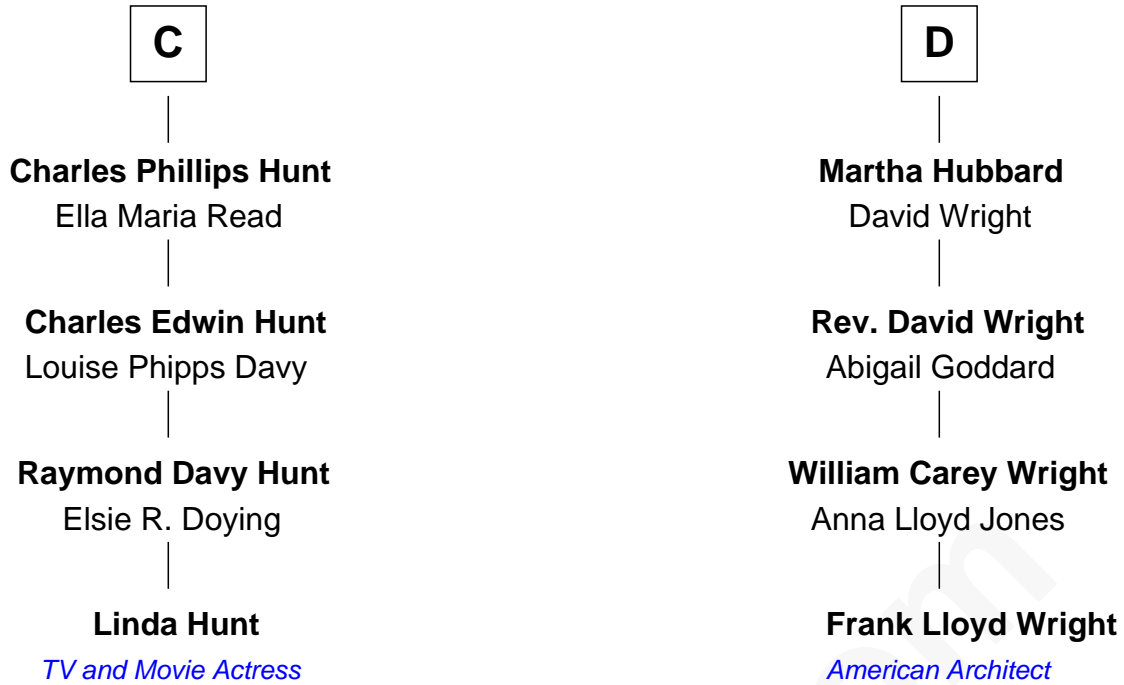 C
Charles Phillips Hunt
Ella Maria Read
Charles Edwin Hunt
Louise Phipps Davy
Raymond Davy Hunt
Elsie R. Doying
Linda Hunt
TV and Movie Actress
D
Martha Hubbard
David Wright
Rev. David Wright
Abigail Goddard
William Carey Wright
Anna Lloyd Jones
Frank Lloyd Wright
American Architect